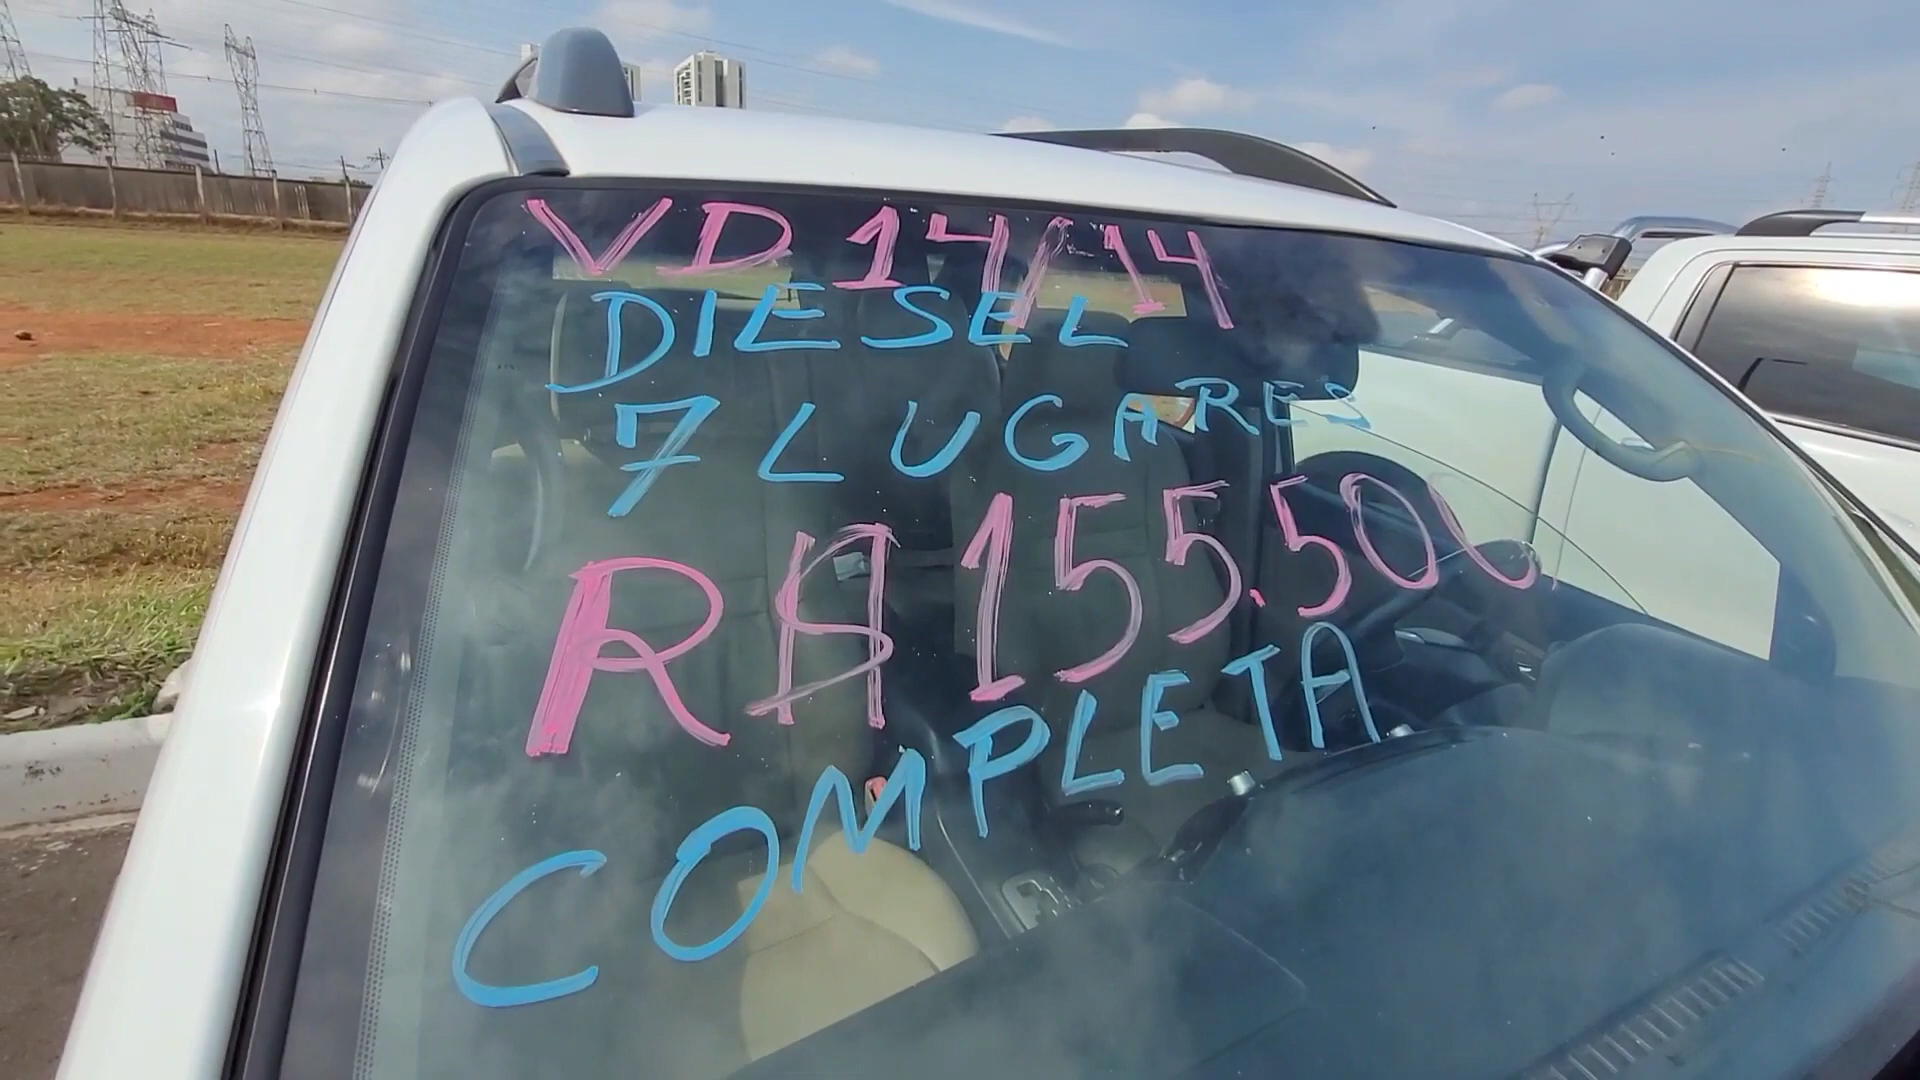 VD 14/14
DIESEL
7 LUGARES
R$ 155.500
COMPLETA